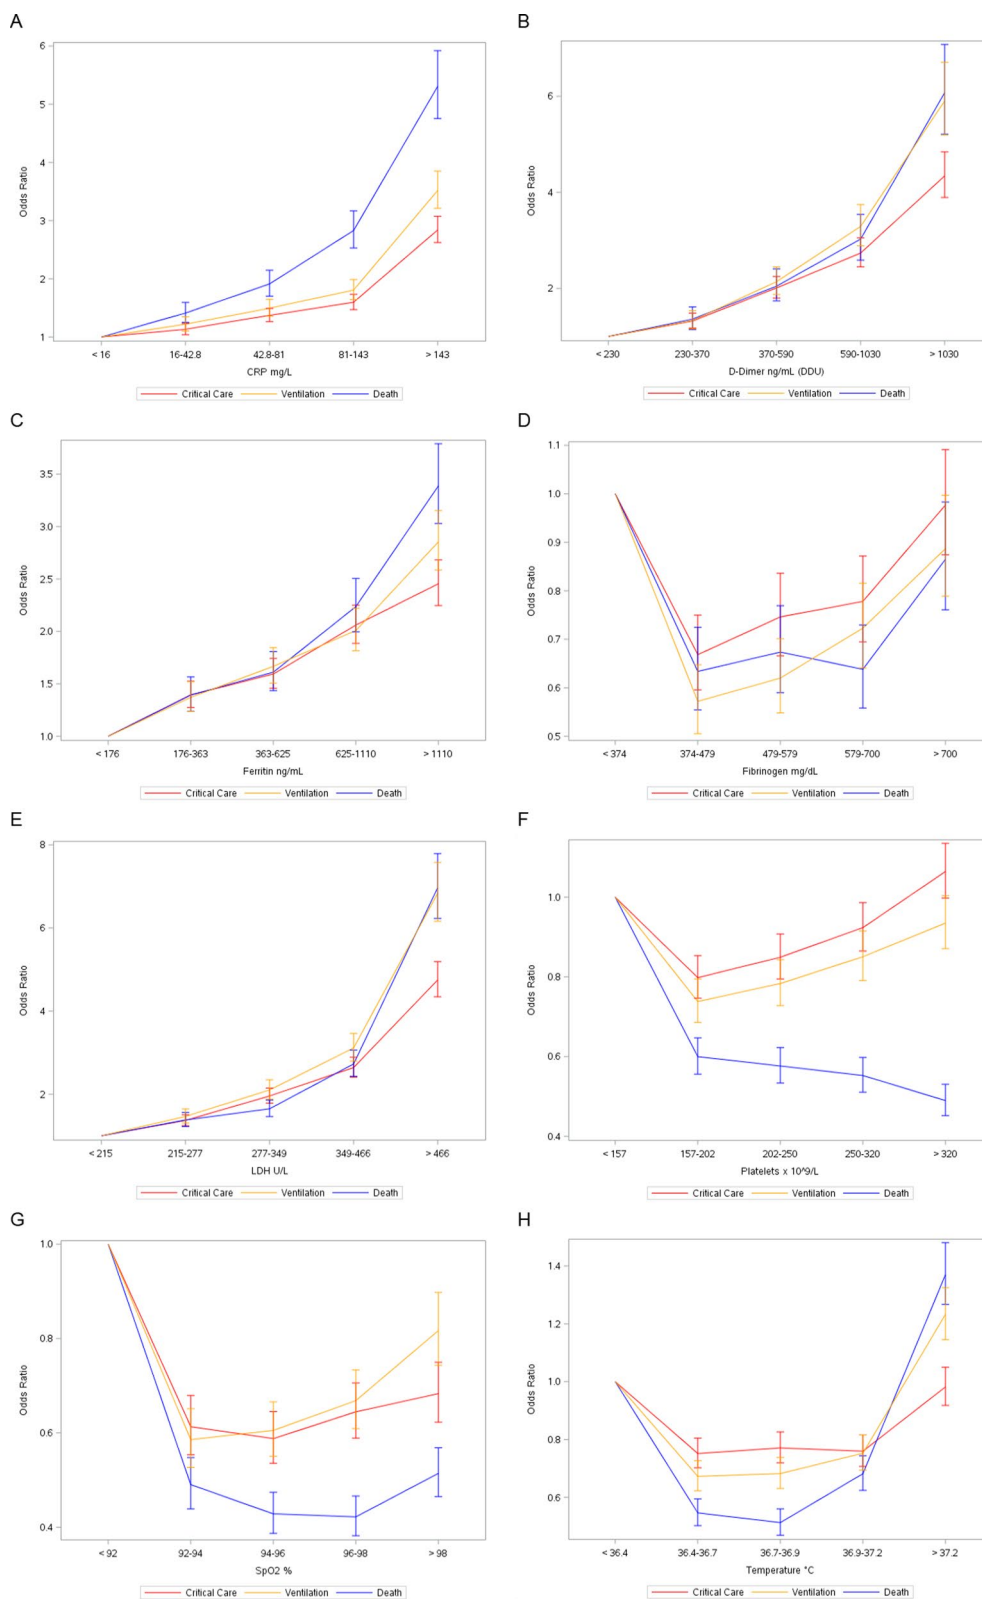 A
6
5
4
3
2
1
Odds Ratio
< 16
16-42.8
42.8-81
81-143
> 143
CRP mg/L
Critical Care
Ventilation
Death
B
6
4
2
Odds Ratio
< 230
230-370
370-590
590-1030
> 1030
D-Dimer ng/mL (DDU)
Critical Care
Ventilation
Death
C
3.5
3.0
2.5
2.0
1.5
1.0
Odds Ratio
< 176
176-363
363-625
625-1110
> 1110
Ferritin ng/mL
Critical Care
Ventilation
Death
D
1.1
1.0
0.9
0.8
0.7
0.6
0.5
Odds Ratio
< 374
374-479
479-579
579-700
> 700
Fibrinogen mg/dL
Critical Care
Ventilation
Death
E
8
6
4
2
Odds Ratio
< 215
215-277
277-349
349-466
> 466
LDH U/L
Critical Care
Ventilation
Death
F
1.0
0.8
0.6
0.4
Odds Ratio
< 157
157-202
202-250
250-320
> 320
Platelets x 10^9/L
Critical Care
Ventilation
Death
G
1.0
0.8
0.6
0.4
Odds Ratio
< 92
92-94
94-96
96-98
> 98
SpO2 %
Critical Care
Ventilation
Death
H
1.4
1.2
1.0
0.8
0.6
Odds Ratio
< 36.4
36.4-36.7
36.7-36.9
36.9-37.2
> 37.2
Temperature °C
Critical Care
Ventilation
Death